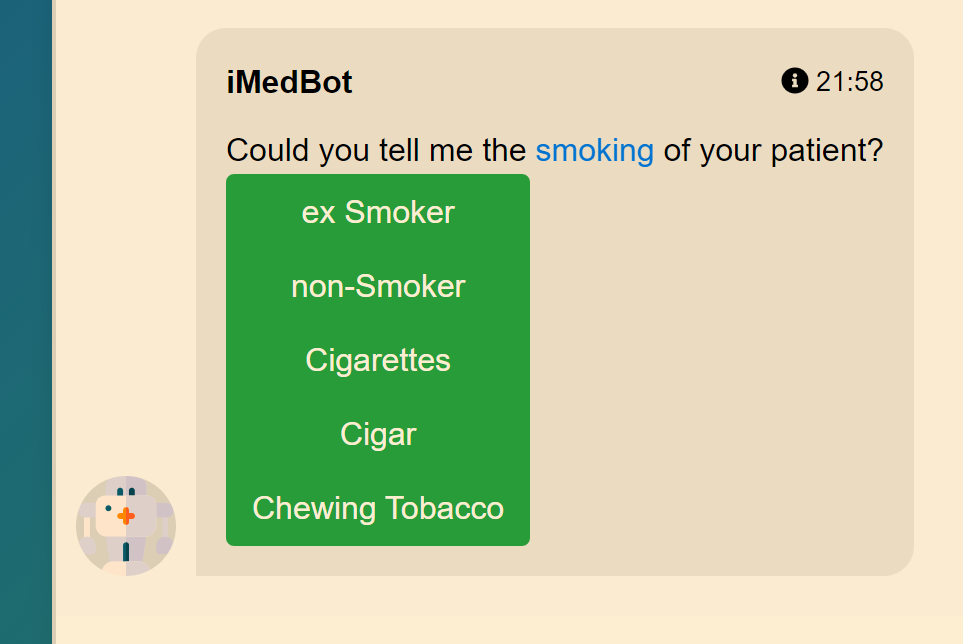 iMedBot
21:58
Could you tell me the smoking of your patient?
ex Smoker
non-Smoker
Cigarettes
Cigar
Chewing Tobacco